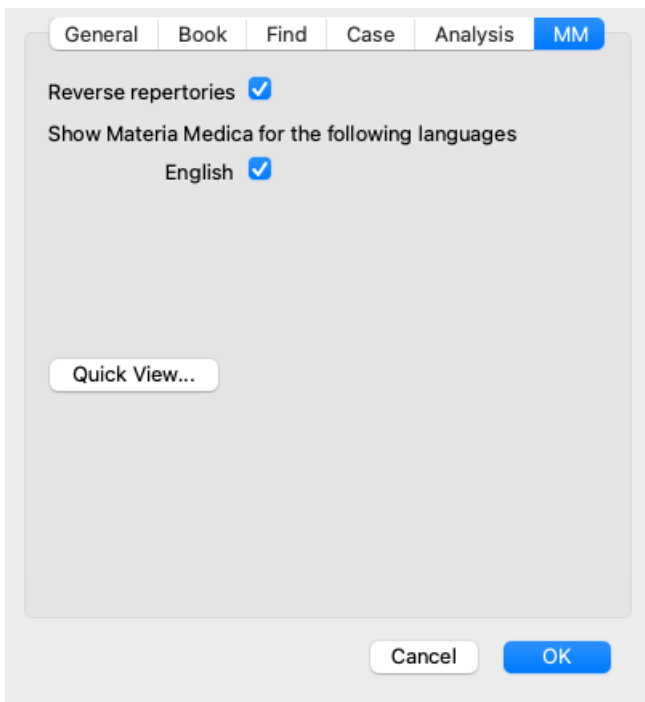 General Book Find Case Analysis MM
Reverse repertories
Show Materia Medica for the following languages
English
Quick View...
Cancel OK